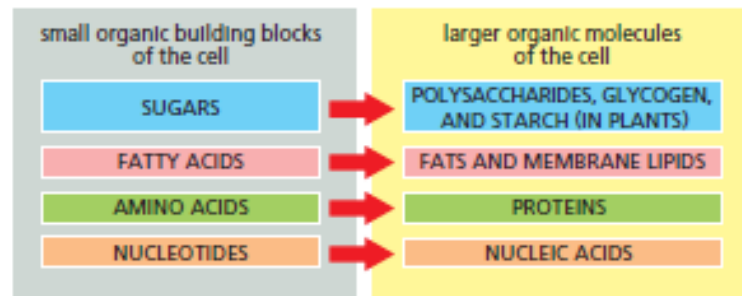 small organic building blocks
of the cell
larger organic molecules
of the cell
SUGARS
POLYSACCHARIDES, GLYCOGEN,
AND STARCH (IN PLANTS)
FATTY ACIDS
FATS AND MEMBRANE LIPIDS
AMINO ACIDS
PROTEINS
NUCLEOTIDES
NUCLEIC ACIDS